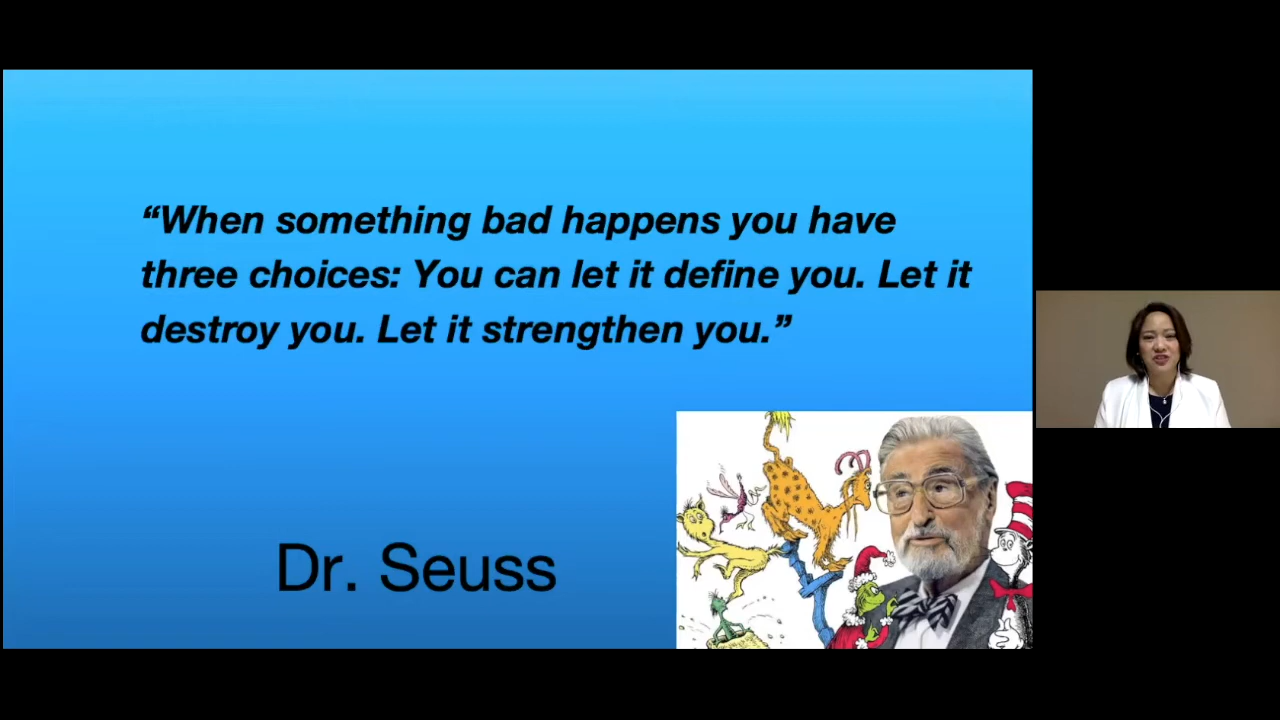 “When something bad happens you have
three choices: You can let it define you. Let it
destroy you. Let it strengthen you.”
Dr. Seuss